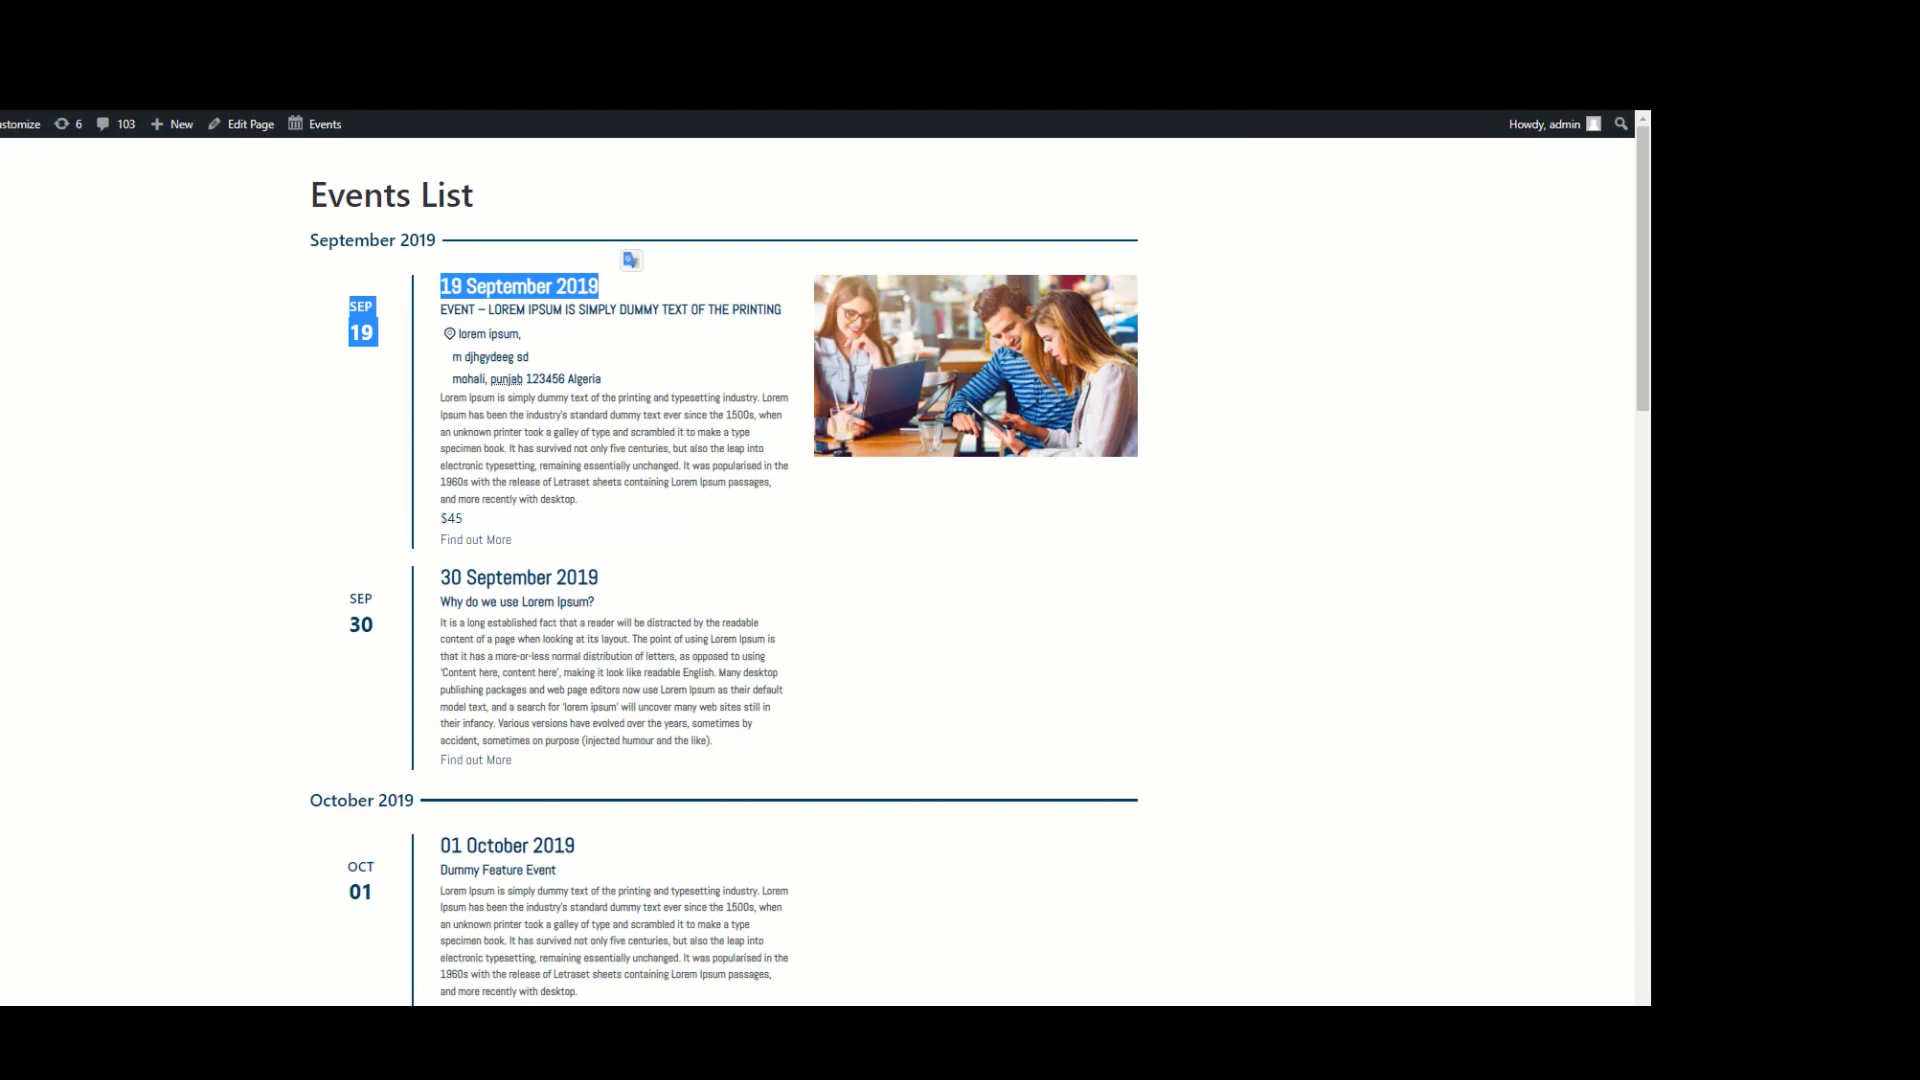 ustomize 6 103 New Edit Page Events Howdy, admin
Events List
September 2019
SEP
19
19 September 2019
EVENT – LOREM IPSUM IS SIMPLY DUMMY TEXT OF THE PRINTING
lorem ipsum,
m djhgydeeg sd
mohali, punjab 123456 Algeria
Lorem Ipsum is simply dummy text of the printing and typesetting industry. Lorem
Ipsum has been the industry's standard dummy text ever since the 1500s, when
an unknown printer took a galley of type and scrambled it to make a type
specimen book. It has survived not only five centuries, but also the leap into
electronic typesetting, remaining essentially unchanged. It was popularised in the
1960s with the release of Letraset sheets containing Lorem Ipsum passages,
and more recently with desktop.
$45
Find out More
SEP
30
30 September 2019
Why do we use Lorem Ipsum?
It is a long established fact that a reader will be distracted by the readable
content of a page when looking at its layout. The point of using Lorem Ipsum is
that it has a more-or-less normal distribution of letters, as opposed to using
'Content here, content here', making it look like readable English. Many desktop
publishing packages and web page editors now use Lorem Ipsum as their default
model text, and a search for 'lorem ipsum' will uncover many web sites still in
their infancy. Various versions have evolved over the years, sometimes by
accident, sometimes on purpose (injected humour and the like).
Find out More
October 2019
OCT
01
01 October 2019
Dummy Feature Event
Lorem Ipsum is simply dummy text of the printing and typesetting industry. Lorem
Ipsum has been the industry's standard dummy text ever since the 1500s, when
an unknown printer took a galley of type and scrambled it to make a type
specimen book. It has survived not only five centuries, but also the leap into
electronic typesetting, remaining essentially unchanged. It was popularised in the
1960s with the release of Letraset sheets containing Lorem Ipsum passages,
and more recently with desktop.